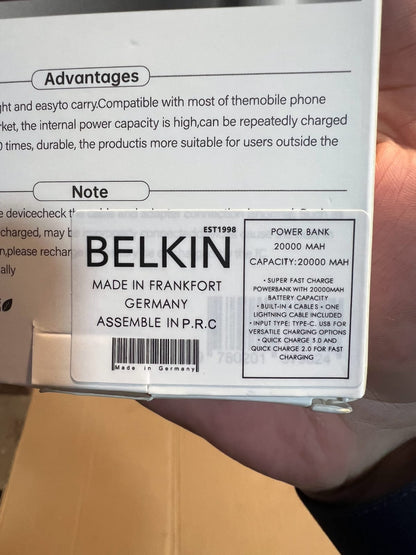 Advantages
ght and easyto carry.Compatible with most of themobile phone
rket, the internal power capacity is high,can be repeatedly charged
0 times, durable, the productis more suitable for users outside the
Note
e devicecheck th
charged, may b
n,please recharg
ally
EST1998
BELKIN
MADE IN FRANKFORT
GERMANY
ASSEMBLE IN P.R.C
Made in Germany
POWER BANK
20000 MAH
CAPACITY:20000 MAH
• SUPER FAST CHARGE
POWERBANK WITH 20000MAH
BATTERY CAPACITY
• BUILT-IN 4 CABLES • ONE
LIGHTNING CABLE INCLUDED
• INPUT TYPE: TYPE-C. USB FOR
VERSATILE CHARGING OPTIONS
• QUICK CHARGE 3.0 AND
QUICK CHARGE 2.0 FOR FAST
CHARGING
780201